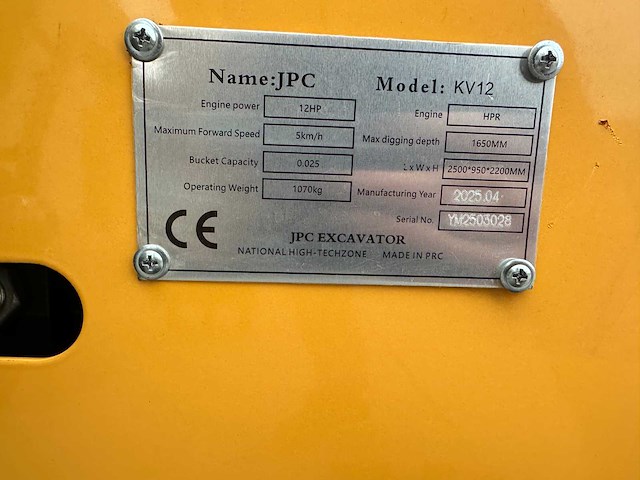 Name:JPC Model: KV12
Engine power 12HP Engine HPR
Maximum Forward Speed 5km/h Max digging depth 1650MM
Bucket Capacity 0.025 L x W x H 2500*950*2200MM
Operating Weight 1070kg Manufacturing Year 2025.04
Serial No. YM2503028
CE
JPC EXCAVATOR
NATIONAL HIGH-TECHZONE MADE IN PRC